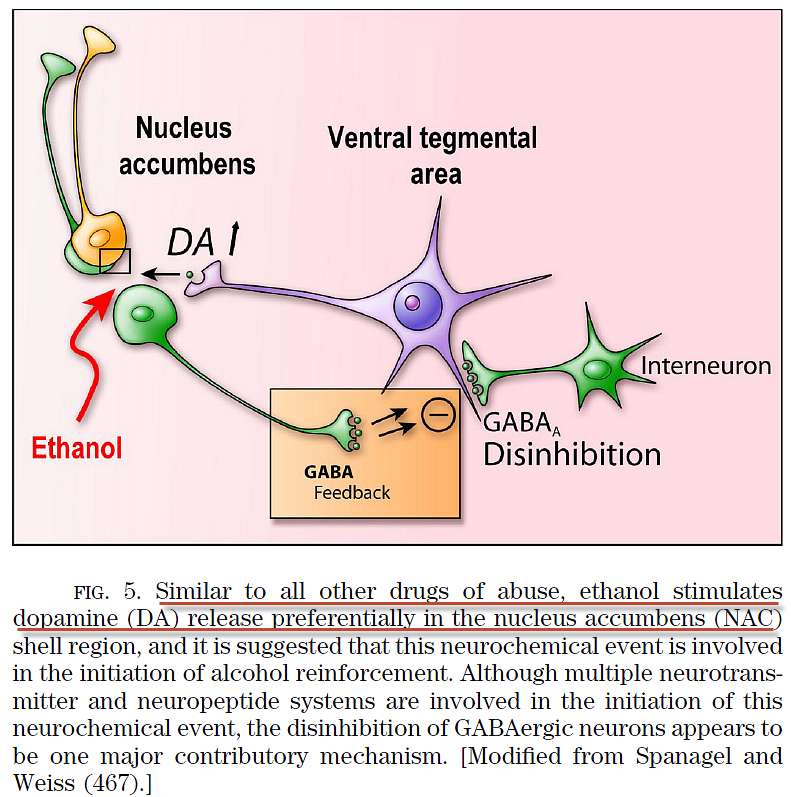 Nucleus
accumbens
Ventral tegmental
area
DA
Ethanol
Interneuron
GABAA
Disinhibition
GABA
Feedback
FIG. 5. Similar to all other drugs of abuse, ethanol stimulates
dopamine (DA) release preferentially in the nucleus accumbens (NAC)
shell region, and it is suggested that this neurochemical event is involved
in the initiation of alcohol reinforcement. Although multiple neurotrans-
mitter and neuropeptide systems are involved in the initiation of this
neurochemical event, the disinhibition of GABAergic neurons appears to
be one major contributory mechanism. [Modified from Spanagel and
Weiss (467).]